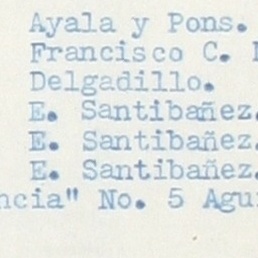 Ayala y Pons.
Francisco C.
Delgadillo.
E. Santibañez.
E. Santibañez.
E. Santibañez.
ncia" No. 5 Agu